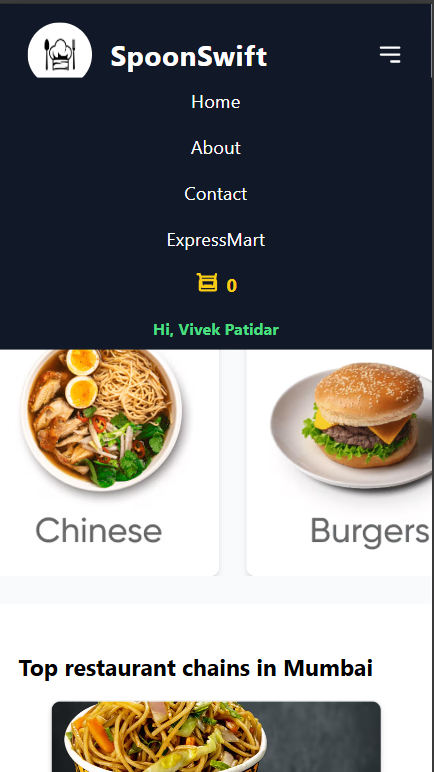 SpoonSwift
Home
About
Contact
ExpressMart
0
Hi, Vivek Patidar
Chinese
Burgers
Top restaurant chains in Mumbai